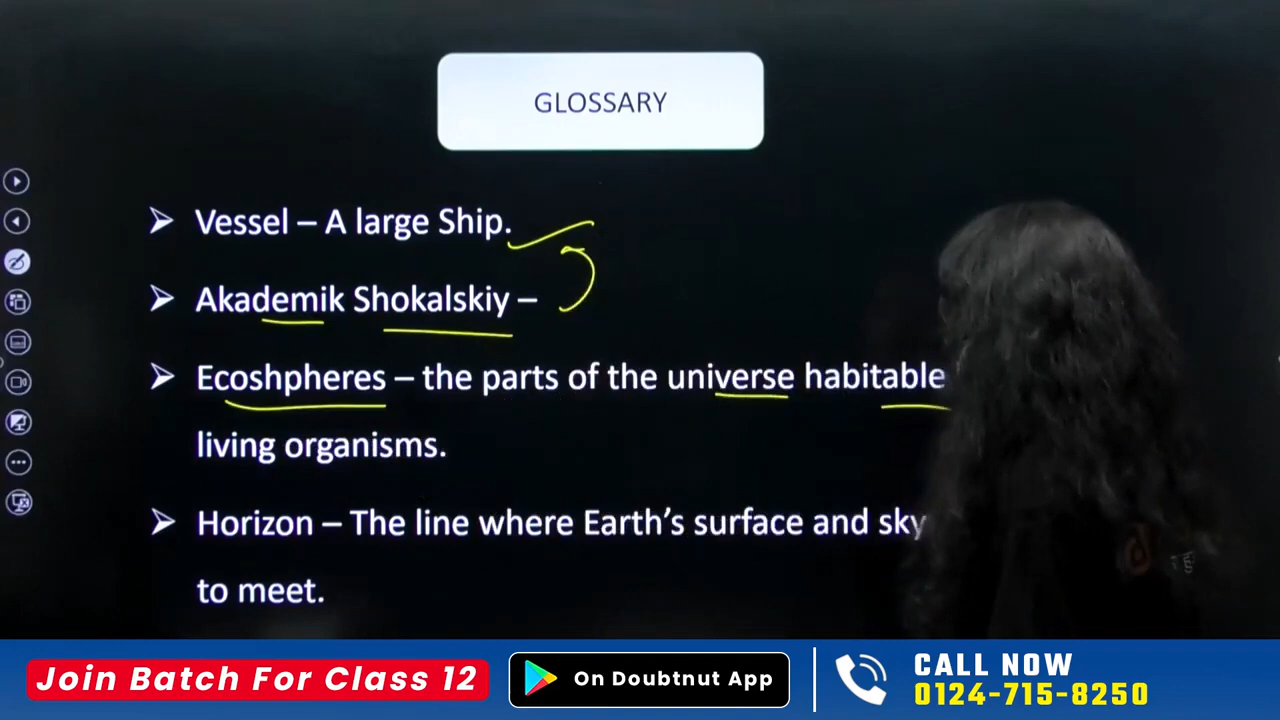 GLOSSARY
➢ Vessel – A large Ship.
➢ Akademik Shokalskiy –
➢ Ecoshpheres – the parts of the universe habitable
living organisms.
➢ Horizon – The line where Earth's surface and sky
to meet.
Join Batch For Class 12
On Doubtnut App
CALL NOW
0124-715-8250